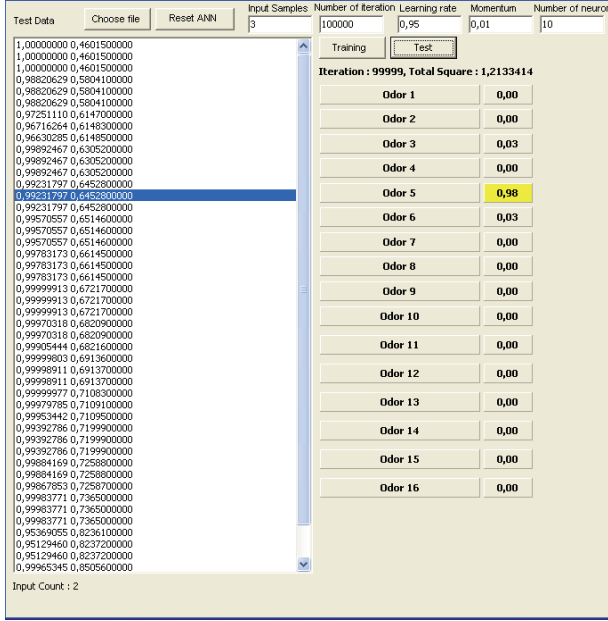 Test Data
Choose file
Reset ANN
Input Samples
Number of iteration
Learning rate
Momentum
Number of neuron
3
100000
0,95
0,01
10
Training
Test
Iteration : 99999, Total Square : 1,2133414
1,00000000 0,4601500000
1,00000000 0,4601500000
1,00000000 0,4601500000
0,98820629 0,5804100000
0,98820629 0,5804100000
0,98820629 0,5804100000
0,97251110 0,6147000000
0,96716264 0,6148300000
0,96630285 0,6148500000
0,99892467 0,6305200000
0,99892467 0,6305200000
0,99892467 0,6305200000
0,99231797 0,6452800000
0,99231797 0,6452800000
0,99231797 0,6452800000
0,99570557 0,6514600000
0,99570557 0,6514600000
0,99570557 0,6514600000
0,99783173 0,6614500000
0,99783173 0,6614500000
0,99783173 0,6614500000
0,99999913 0,6721700000
0,99999913 0,6721700000
0,99999913 0,6721700000
0,99970318 0,6820900000
0,99970318 0,6820900000
0,99905444 0,6821600000
0,99999803 0,6913600000
0,99998911 0,6913700000
0,99998911 0,6913700000
0,99999977 0,7108300000
0,99979785 0,7109100000
0,99953442 0,7109500000
0,99392786 0,7199900000
0,99392786 0,7199900000
0,99392786 0,7199900000
0,99884169 0,7258800000
0,99884169 0,7258800000
0,99867853 0,7258700000
0,99983771 0,7365000000
0,99983771 0,7365000000
0,99983771 0,7365000000
0,95369055 0,8236100000
0,95129460 0,8237200000
0,95129460 0,8237200000
0,99965345 0,8505600000
Odor 1 0,00
Odor 2 0,00
Odor 3 0,03
Odor 4 0,00
Odor 5 0,98
Odor 6 0,03
Odor 7 0,00
Odor 8 0,00
Odor 9 0,00
Odor 10 0,00
Odor 11 0,00
Odor 12 0,00
Odor 13 0,00
Odor 14 0,00
Odor 15 0,00
Odor 16 0,00
Input Count : 2